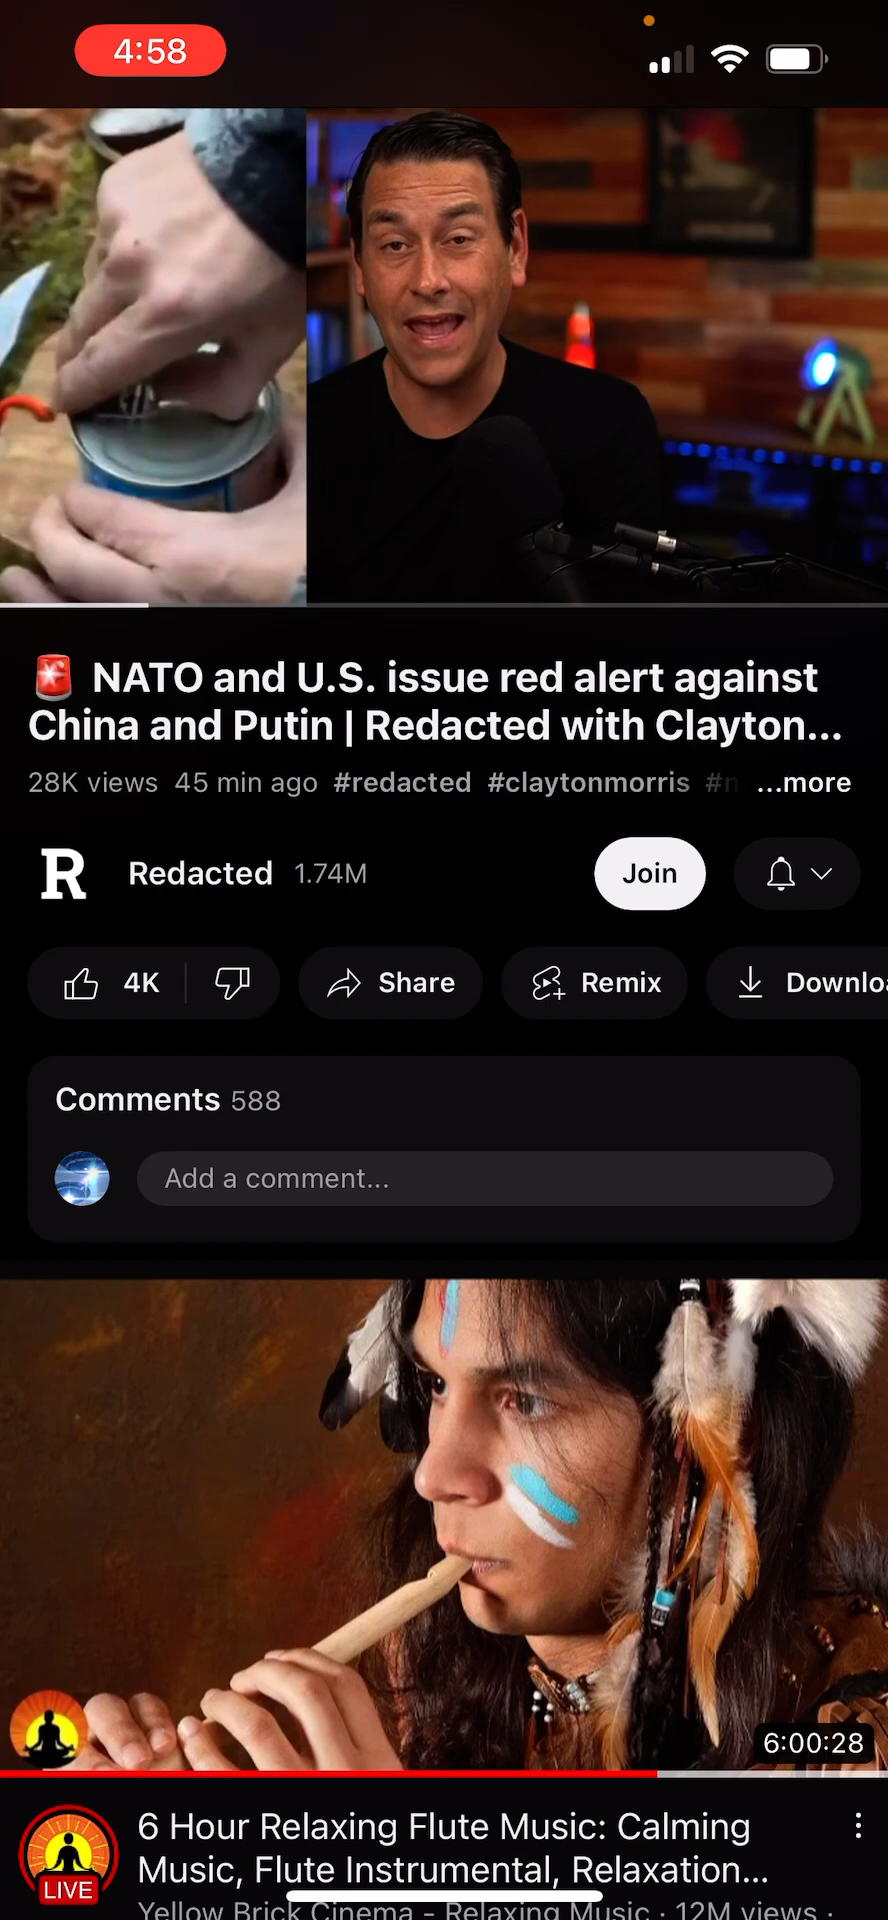 4:58
🚨 NATO and U.S. issue red alert against
China and Putin | Redacted with Clayton...
28K views 45 min ago #redacted #claytonmorris #n ...more
R Redacted 1.74M Join
4K Share Remix Downloa
Comments 588
Add a comment...
6:00:28
6 Hour Relaxing Flute Music: Calming
Music, Flute Instrumental, Relaxation...
LIVE
Yellow Brick Cinema - Relaxing Music · 12M views ·